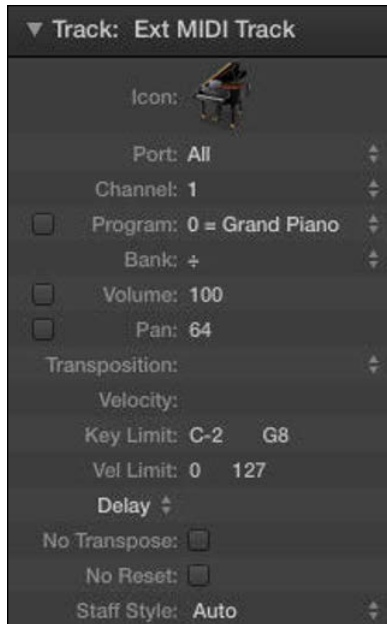 Track: Ext MIDI Track
Icon:
Port: All
Channel: 1
Program: 0 = Grand Piano
Bank: ÷
Volume: 100
Pan: 64
Transposition:
Velocity:
Key Limit: C-2 G8
Vel Limit: 0 127
Delay
No Transpose:
No Reset:
Staff Style: Auto